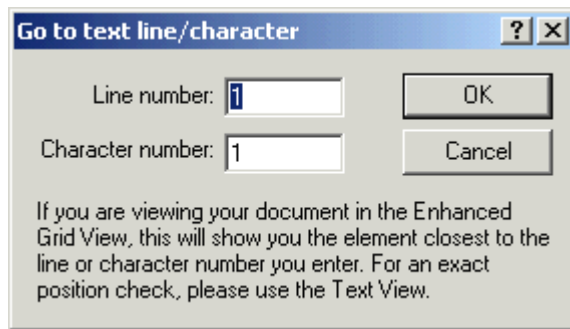 Go to text line/character
Line number: 1
OK
Character number: 1
Cancel
If you are viewing your document in the Enhanced
Grid View, this will show you the element closest to the
line or character number you enter. For an exact
position check, please use the Text View.